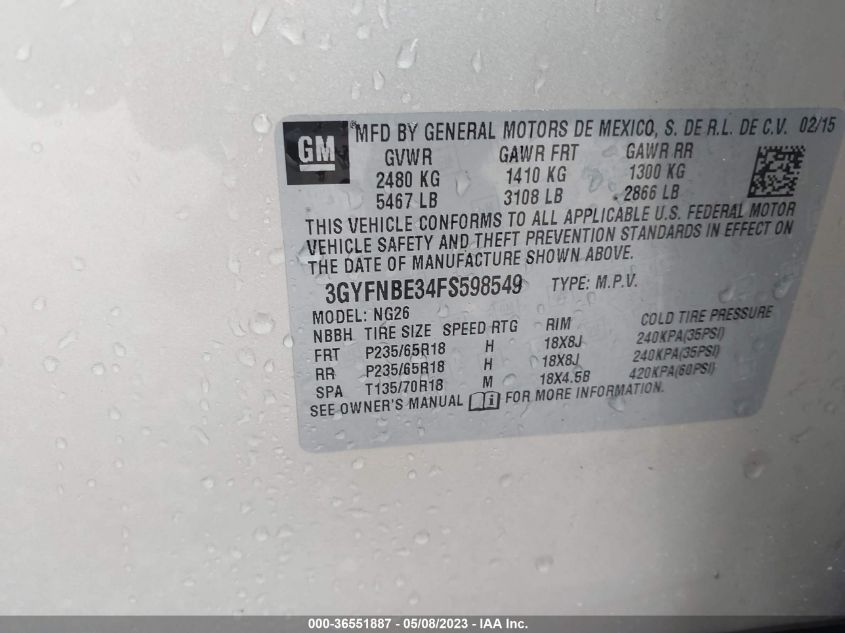 GM
® MFD BY GENERAL MOTORS DE MEXICO, S. DE R.L. DE C.V. 02/15
GVWR GAWR FRT GAWR RR
2480 KG 1410 KG 1300 KG
5467 LB 3108 LB 2866 LB
THIS VEHICLE CONFORMS TO ALL APPLICABLE U.S. FEDERAL MOTOR
VEHICLE SAFETY AND THEFT PREVENTION STANDARDS IN EFFECT ON
THE DATE OF MANUFACTURE SHOWN ABOVE.
3GYFNBE34FS598549 TYPE: M.P.V.
MODEL: NG26
NBBH TIRE SIZE SPEED RTG RIM COLD TIRE PRESSURE
FRT P235/65R18 H 18X8J 240KPA(35PSI)
RR P235/65R18 H 18X8J 240KPA(35PSI)
SPA T135/70R18 M 18X4.5B 420KPA(60PSI)
SEE OWNER'S MANUAL i FOR MORE INFORMATION.
000-36551887 - 05/08/2023 - IAA Inc.